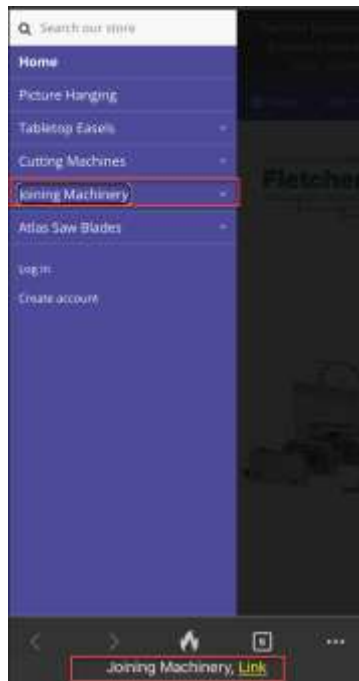 Search our store
Home
Picture Hanging
Tabletop Easels
Cutting Machines
Joining Machinery
Atlas Saw Blades
Log in
Create account
Fletcher
Joining Machinery, Link